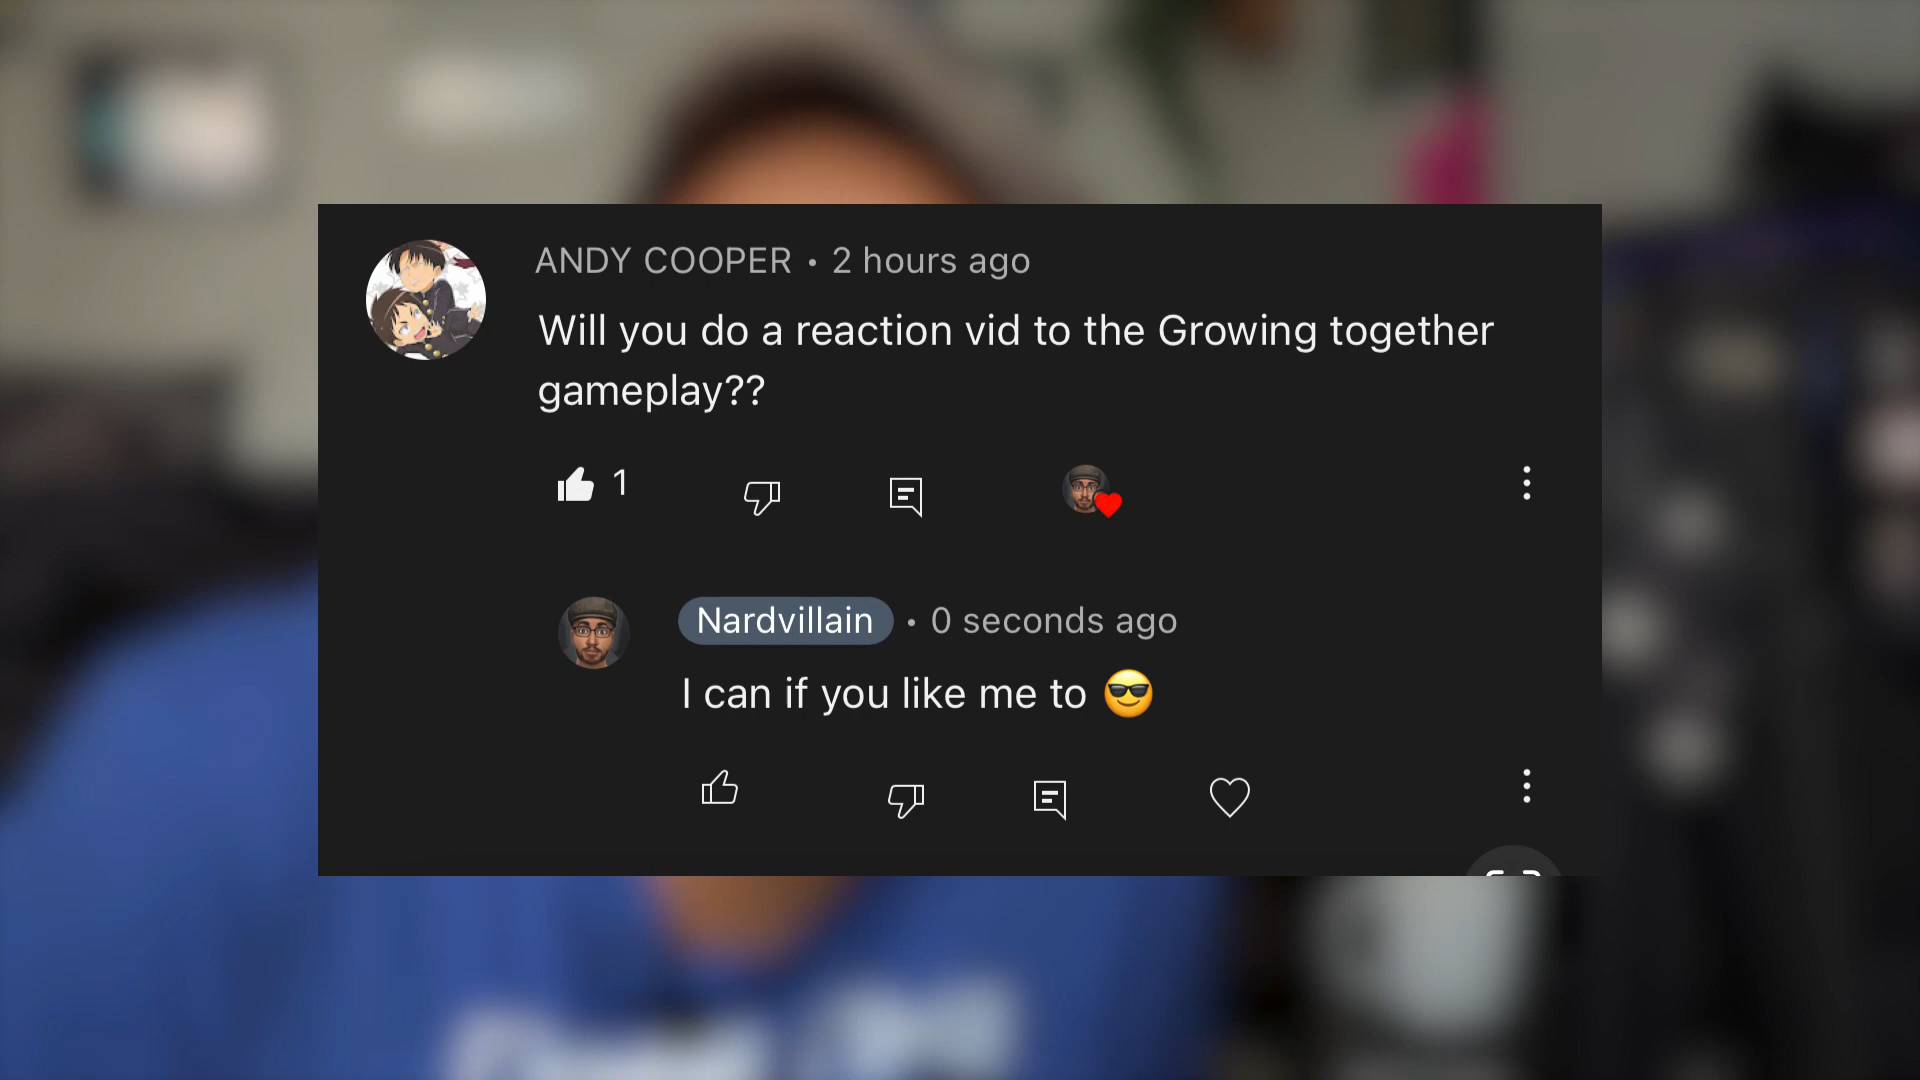 ANDY COOPER • 2 hours ago
Will you do a reaction vid to the Growing together
gameplay??
1
Nardvillain • 0 seconds ago
I can if you like me to 😎